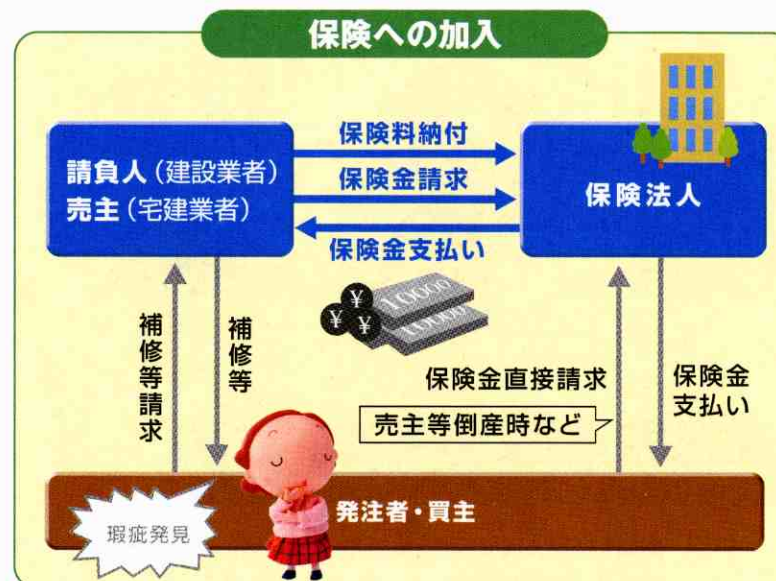 保険への加入
請負人（建設業者）
売主（宅建業者）
保険料納付
保険金請求
保険金支払い
保険法人
¥
¥
¥
10000
10000
補修等請求
補修等
保険金直接請求
売主等倒産時など
保険金
支払い
瑕疵発見
発注者・買主